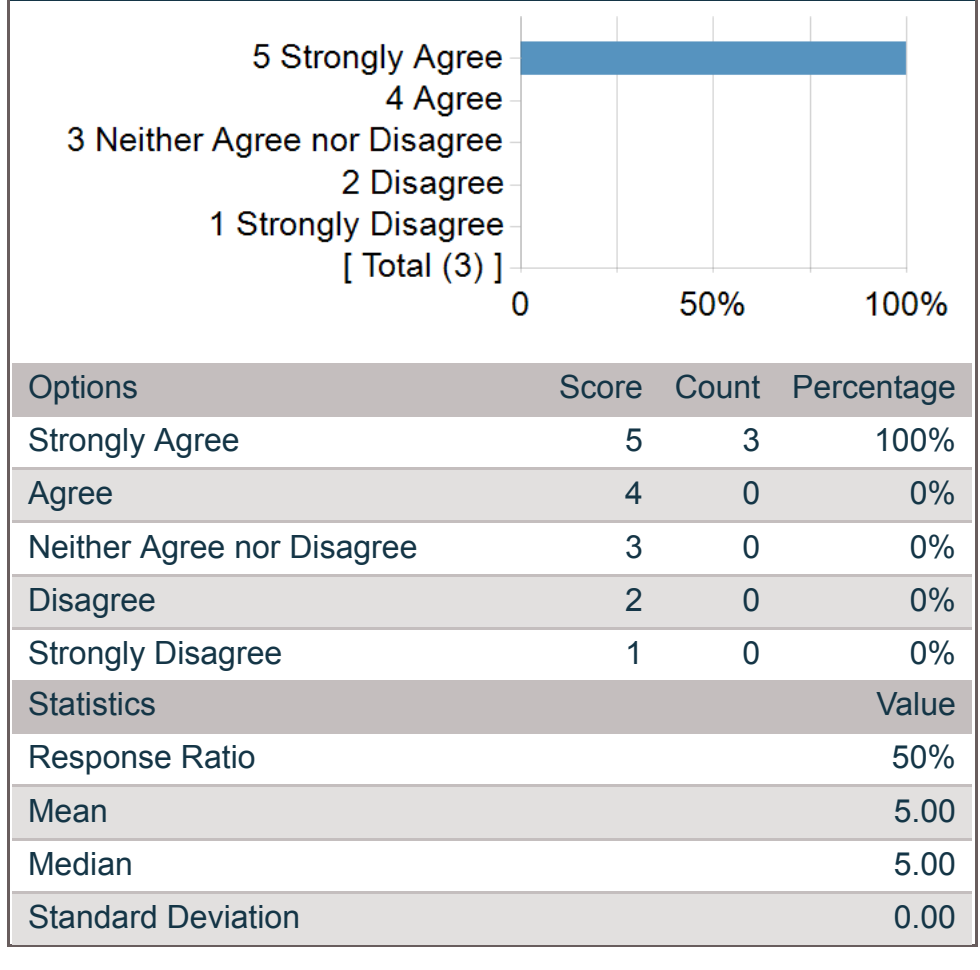 5 Strongly Agree
4 Agree
3 Neither Agree nor Disagree
2 Disagree
1 Strongly Disagree
[ Total (3) ]
0 50% 100%
Options Score Count Percentage
Strongly Agree 5 3 100%
Agree 4 0 0%
Neither Agree nor Disagree 3 0 0%
Disagree 2 0 0%
Strongly Disagree 1 0 0%
Statistics Value
Response Ratio 50%
Mean 5.00
Median 5.00
Standard Deviation 0.00